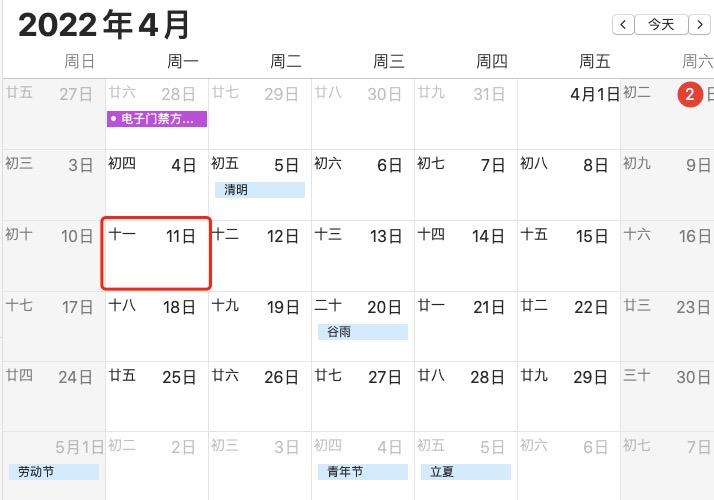 2022年4月
今天
周日 周一 周二 周三 周四 周五 周六
廿五 27日 廿六 28日 廿七 29日 廿八 30日 廿九 31日 4月1日 初二 2日
电子门禁方...
初三 3日 初四 4日 初五 5日 初六 6日 初七 7日 初八 8日 初九 9日
清明
初十 10日 十一 11日 十二 12日 十三 13日 十四 14日 十五 15日 十六 16日
十七 17日 十八 18日 十九 19日 二十 20日 廿一 21日 廿二 22日 廿三 23日
谷雨
廿四 24日 廿五 25日 廿六 26日 廿七 27日 廿八 28日 廿九 29日 三十 30日
5月1日 初二 2日 初三 3日 初四 4日 初五 5日 初六 6日 初七 7日
劳动节 青年节 立夏